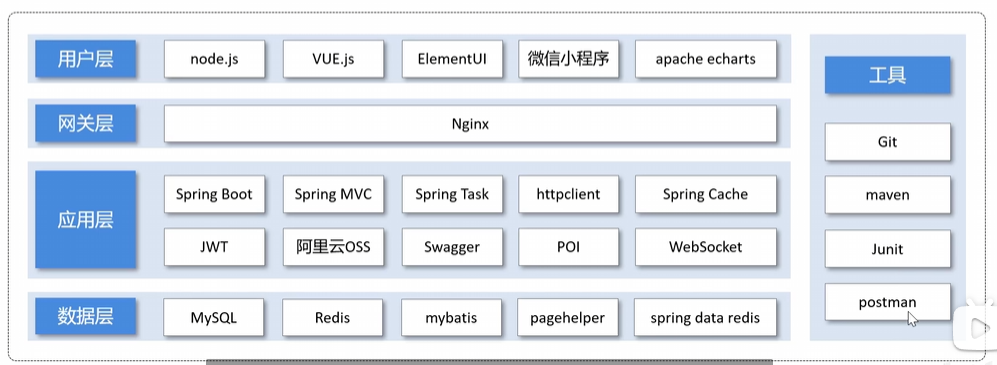 用户层
node.js
VUE.js
ElementUI
微信小程序
apache echarts
网关层
Nginx
应用层
Spring Boot
Spring MVC
Spring Task
httpclient
Spring Cache
JWT
阿里云OSS
Swagger
POI
WebSocket
数据层
MySQL
Redis
mybatis
pagehelper
spring data redis
工具
Git
maven
Junit
postman